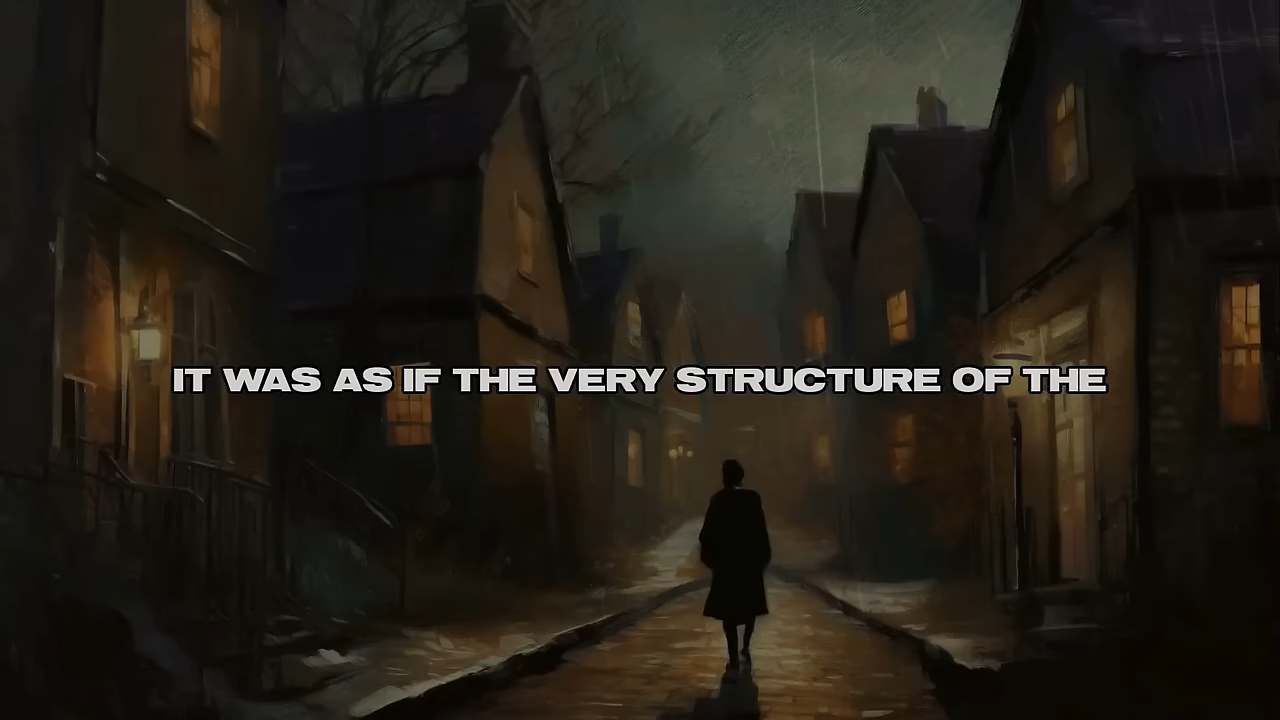 IT WAS AS IF THE VERY STRUCTURE OF THE